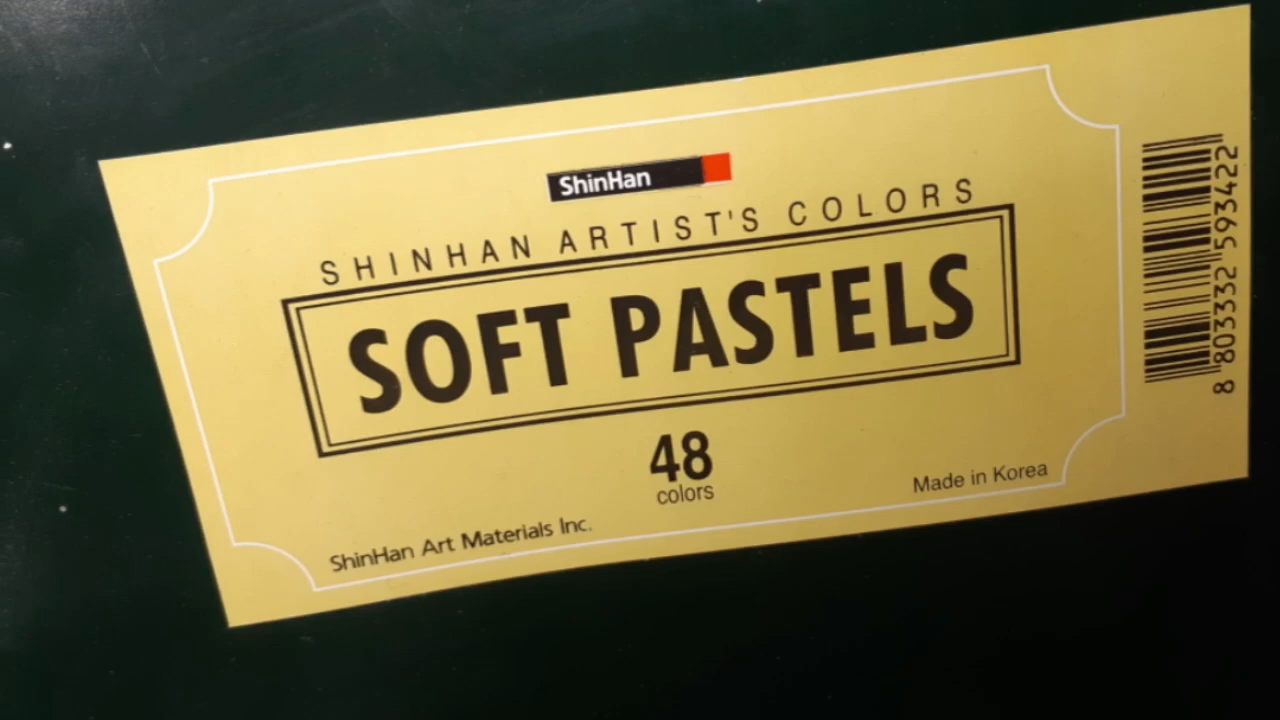 ShinHan
SHINHAN ARTIST'S COLORS
SOFT PASTELS
48
colors
Made in Korea
ShinHan Art Materials Inc.
8 803332 593422